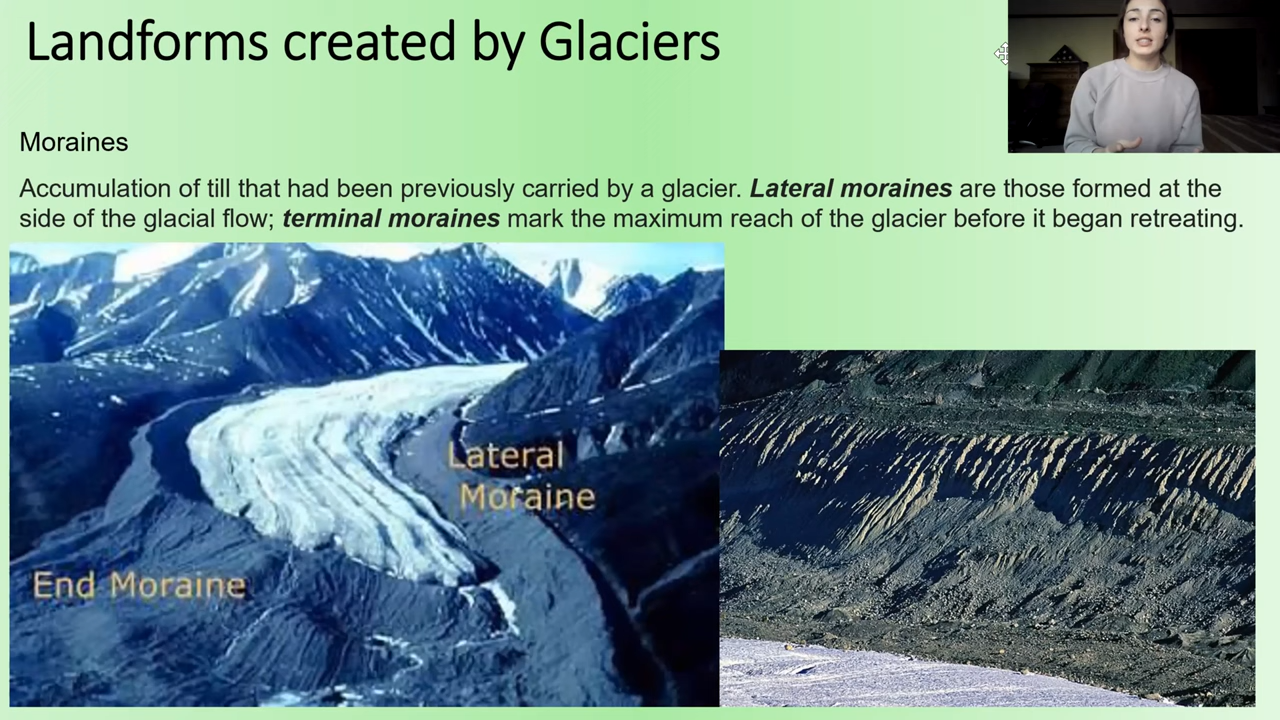 Landforms created by Glaciers
Moraines
Accumulation of till that had been previously carried by a glacier. Lateral moraines are those formed at the
side of the glacial flow; terminal moraines mark the maximum reach of the glacier before it began retreating.
Lateral
Moraine
End Moraine